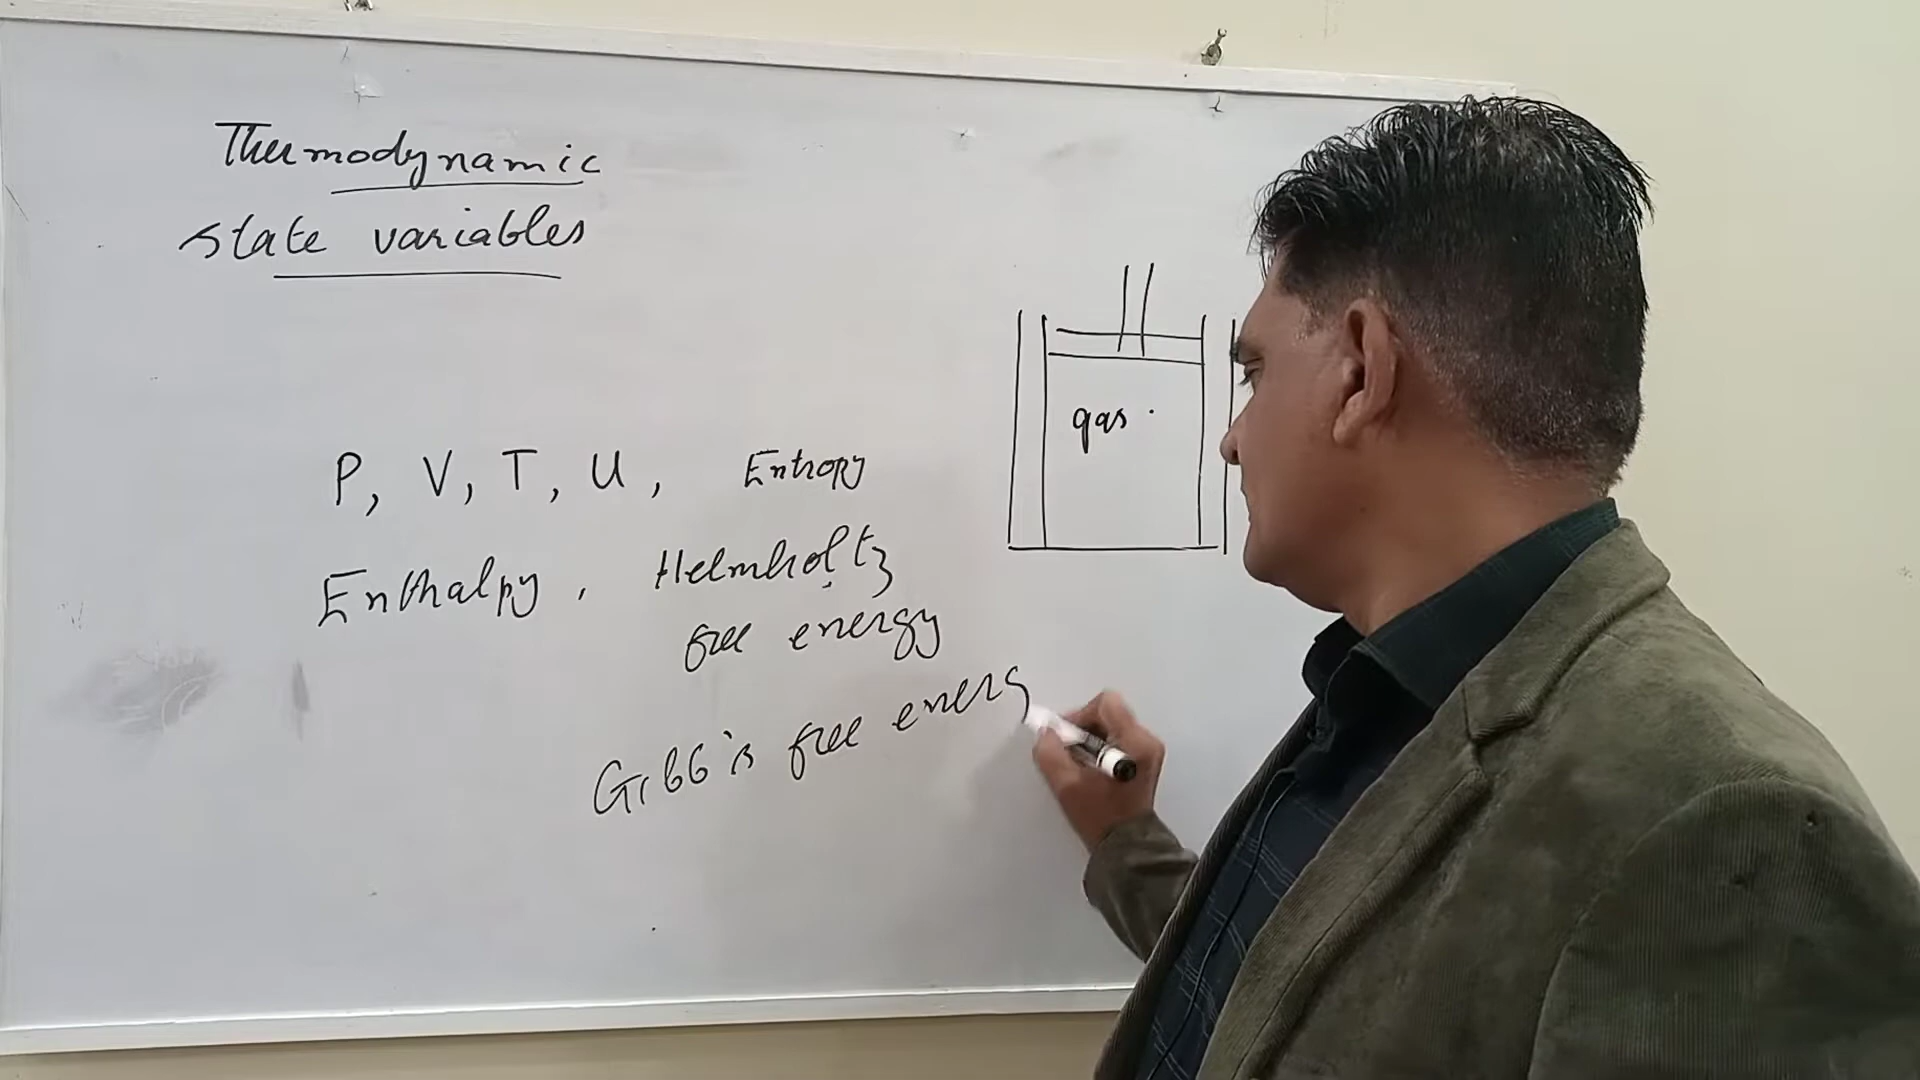 Thermodynamic
state variables
gas
P, V, T, U, Entropy
Enthalpy, Helmholtz
free energy
Gibb's free energ